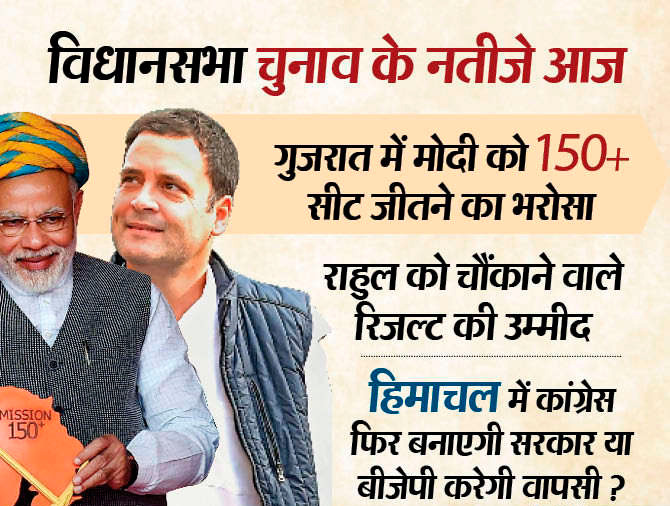 विधानसभा चुनाव के नतीजे आज
गुजरात में मोदी को 150+
सीट जीतने का भरोसा
राहुल को चौंकाने वाले
रिजल्ट की उम्मीद
हिमाचल में कांग्रेस
फिर बनाएगी सरकार या
बीजेपी करेगी वापसी ?
MISSION
150+